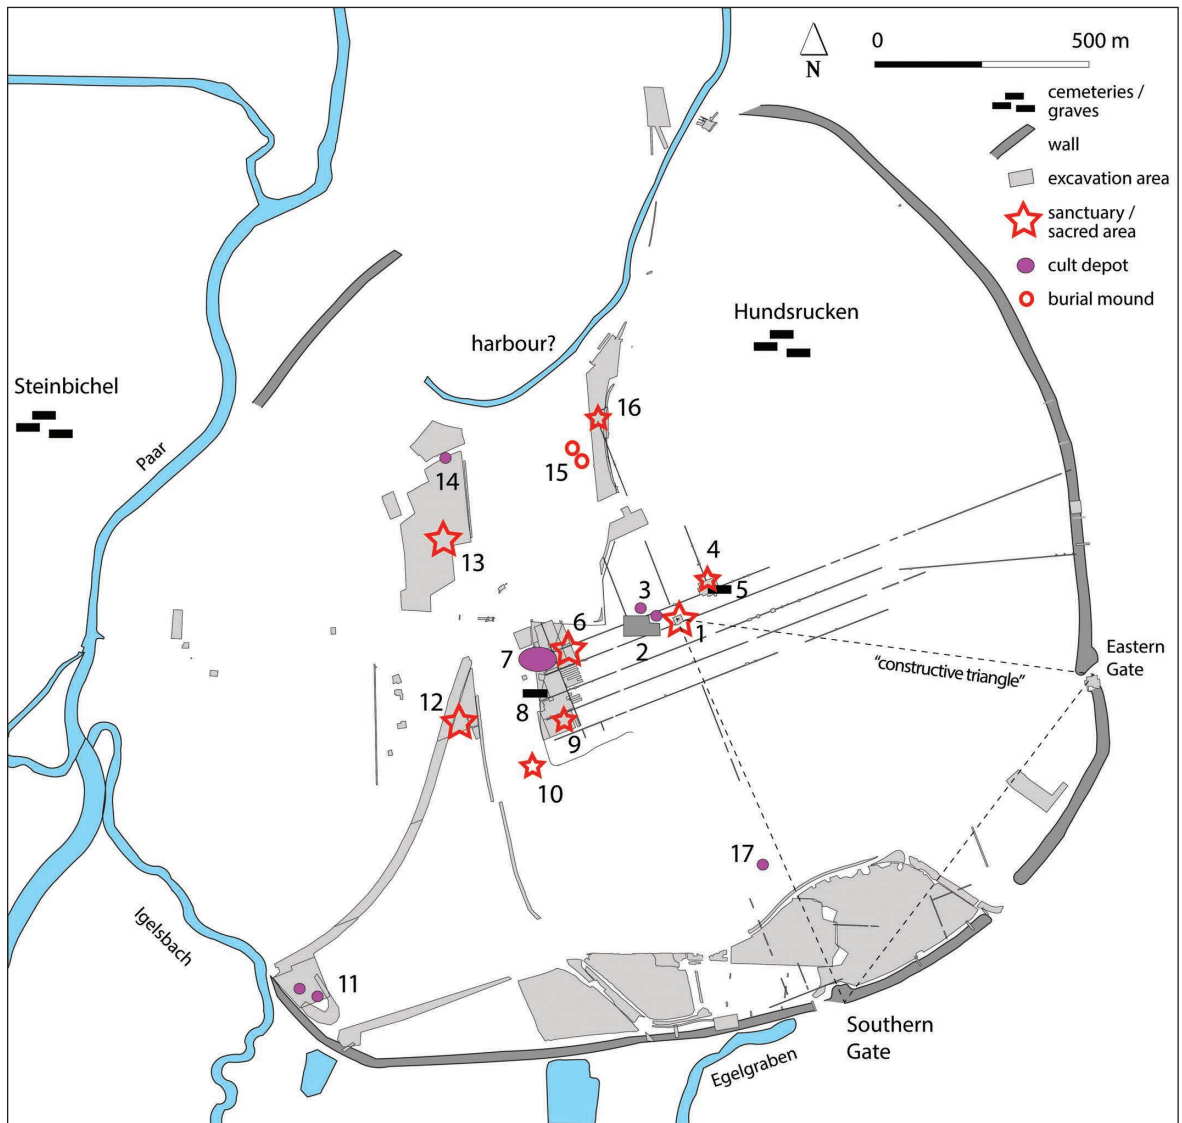 0 500 m
N
cemeteries /
graves
wall
excavation area
sanctuary /
sacred area
cult depot
burial mound
Hundsrucken
harbour?
Steinbichel
Paar
16
15
14
13
4
5
3
1
2
6
7
8
9
10
12
"constructive triangle"
Eastern
Gate
17
Igelsbach
11
Southern
Gate
Egelgraben